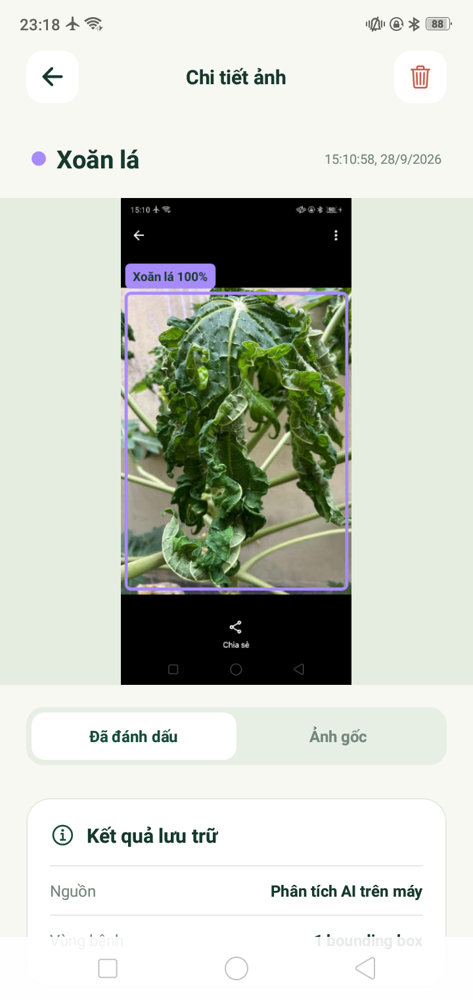 23:18 88
Chi tiết ảnh
Xoăn lá 15:10:58, 28/9/2026
15:10 90
Xoăn lá 100%
Chia sẻ
Đã đánh dấu Ảnh gốc
Kết quả lưu trữ
Nguồn Phân tích AI trên máy
Vùng bệnh 1 bounding box